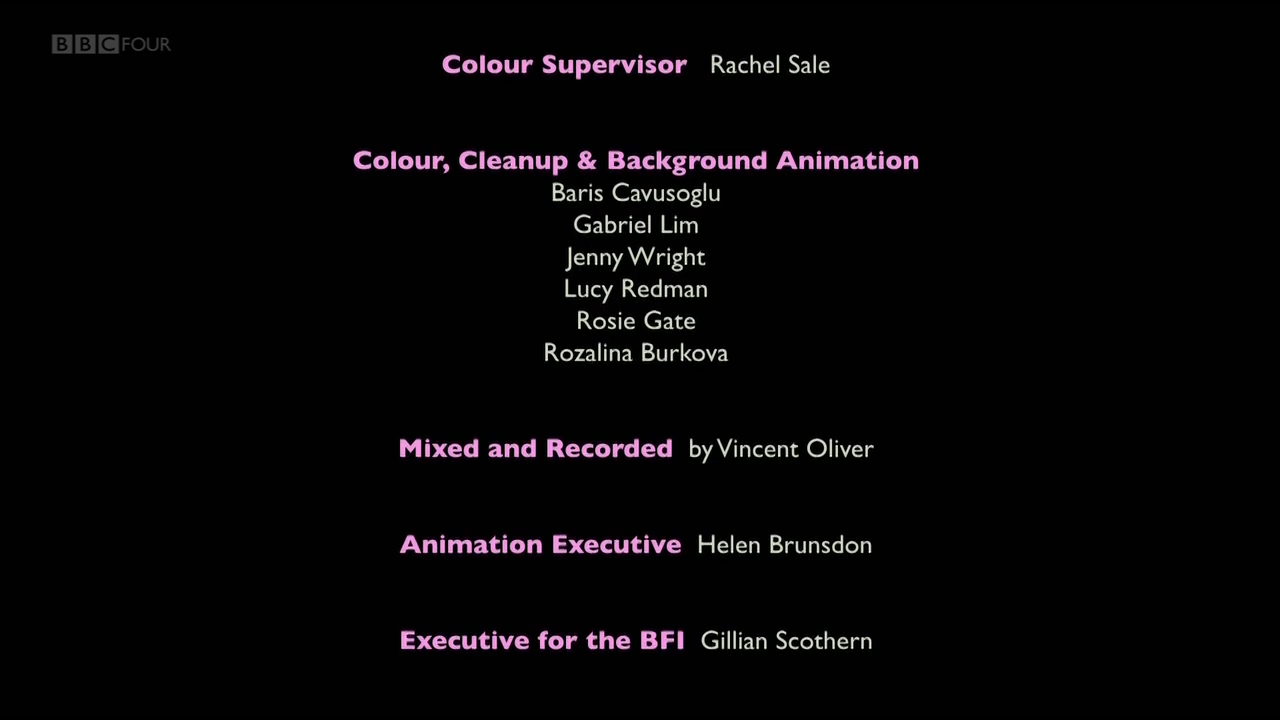 BBC FOUR
Colour Supervisor Rachel Sale
Colour, Cleanup & Background Animation
Baris Cavusoglu
Gabriel Lim
Jenny Wright
Lucy Redman
Rosie Gate
Rozalina Burkova
Mixed and Recorded by Vincent Oliver
Animation Executive Helen Brunsdon
Executive for the BFI Gillian Scothern